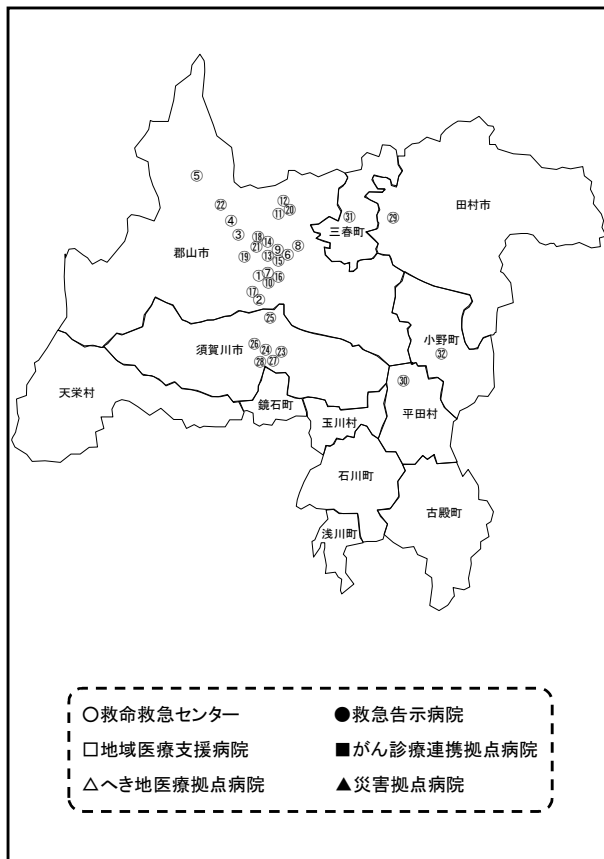 ⑤
⑫
⑳
㉒
⑪
㉛
㉙
田村市
④
三春町
③
⑱
⑭
㉑
⑧
郡山市
⑨
⑲
⑬
⑥
⑮
①
⑦
⑯
⑩
⑰
②
㉕
小野町
㉜
須賀川市
㉖
㉔
㉓
㉘
㉗
㉚
天栄村
鏡石町
玉川村
平田村
石川町
古殿町
浅川町
○救命救急センター ●救急告示病院
□地域医療支援病院 ■がん診療連携拠点病院
△へき地医療拠点病院 ▲災害拠点病院